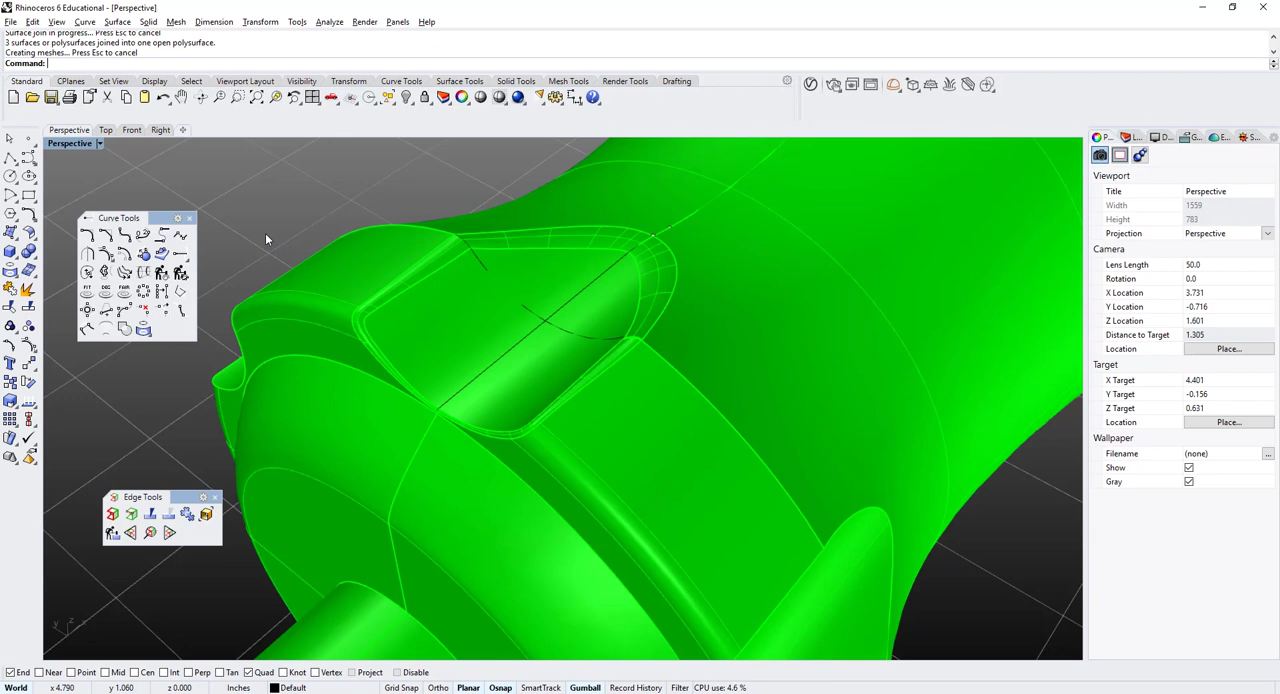 Rhinoceros 6 Educational - [Perspective]
File Edit View Curve Surface Solid Mesh Dimension Transform Tools Analyze Render Panels Help
Surface join in progress... Press Esc to cancel
3 surfaces or polysurfaces joined into one open polysurface.
Creating meshes... Press Esc to cancel
Command:
Standard CPlanes Set View Display Select Viewport Layout Visibility Transform Curve Tools Surface Tools Solid Tools Mesh Tools Render Tools Drafting
Perspective Top Front Right
Perspective
Curve Tools
FIT DEG FAIR
Edge Tools
P... L... D... G... E... S...
Viewport
Title Perspective
Width 1559
Height 783
Projection Perspective
Camera
Lens Length 50.0
Rotation 0.0
X Location 3.731
Y Location -0.716
Z Location 1.601
Distance to Target 1.305
Location Place...
Target
X Target 4.401
Y Target -0.156
Z Target 0.631
Location Place...
Wallpaper
Filename (none) ...
Show
Gray
End Near Point Mid Cen Int Perp Tan Quad Knot Vertex Project Disable
World x 4.790 y 1.060 z 0.000 Inches Default Grid Snap Ortho Planar Osnap SmartTrack Gumball Record History Filter CPU use: 4.6 %